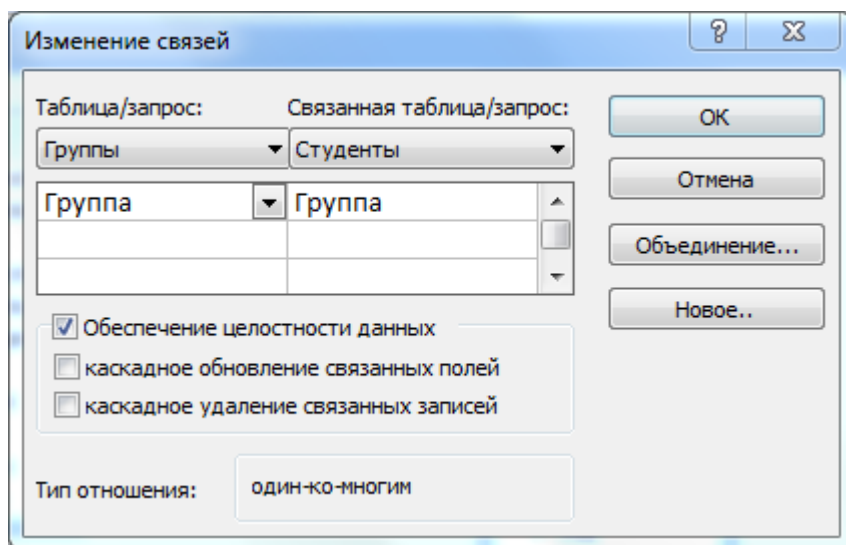 Изменение связей
Таблица/запрос: Связанная таблица/запрос:
Группы Студенты
Группа Группа
Обеспечение целостности данных
каскадное обновление связанных полей
каскадное удаление связанных записей
Тип отношения: один-ко-многим
ОК
Отмена
Объединение...
Новое..